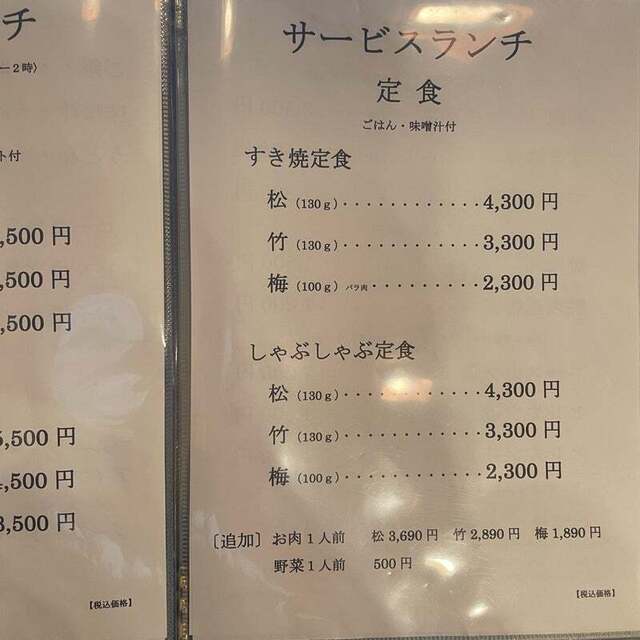 チ
ー２時〉
ト付
,500 円
,500 円
,500 円
5,500 円
,500 円
,500 円
【税込価格】
サービスランチ
定 食
ごはん・味噌汁付
すき焼定食
松（130ｇ）・・・・・・・・・・・・4,300 円
竹（130ｇ）・・・・・・・・・・・・3,300 円
梅（100ｇ）バラ肉・・・・・・・・・2,300 円
しゃぶしゃぶ定食
松（130ｇ）・・・・・・・・・・・・4,300 円
竹（130ｇ）・・・・・・・・・・・・3,300 円
梅（100ｇ）・・・・・・・・・・・・2,300 円
〔追加〕お肉１人前 松 3,690 円 竹 2,890 円 梅 1,890 円
野菜１人前 500 円
【税込価格】